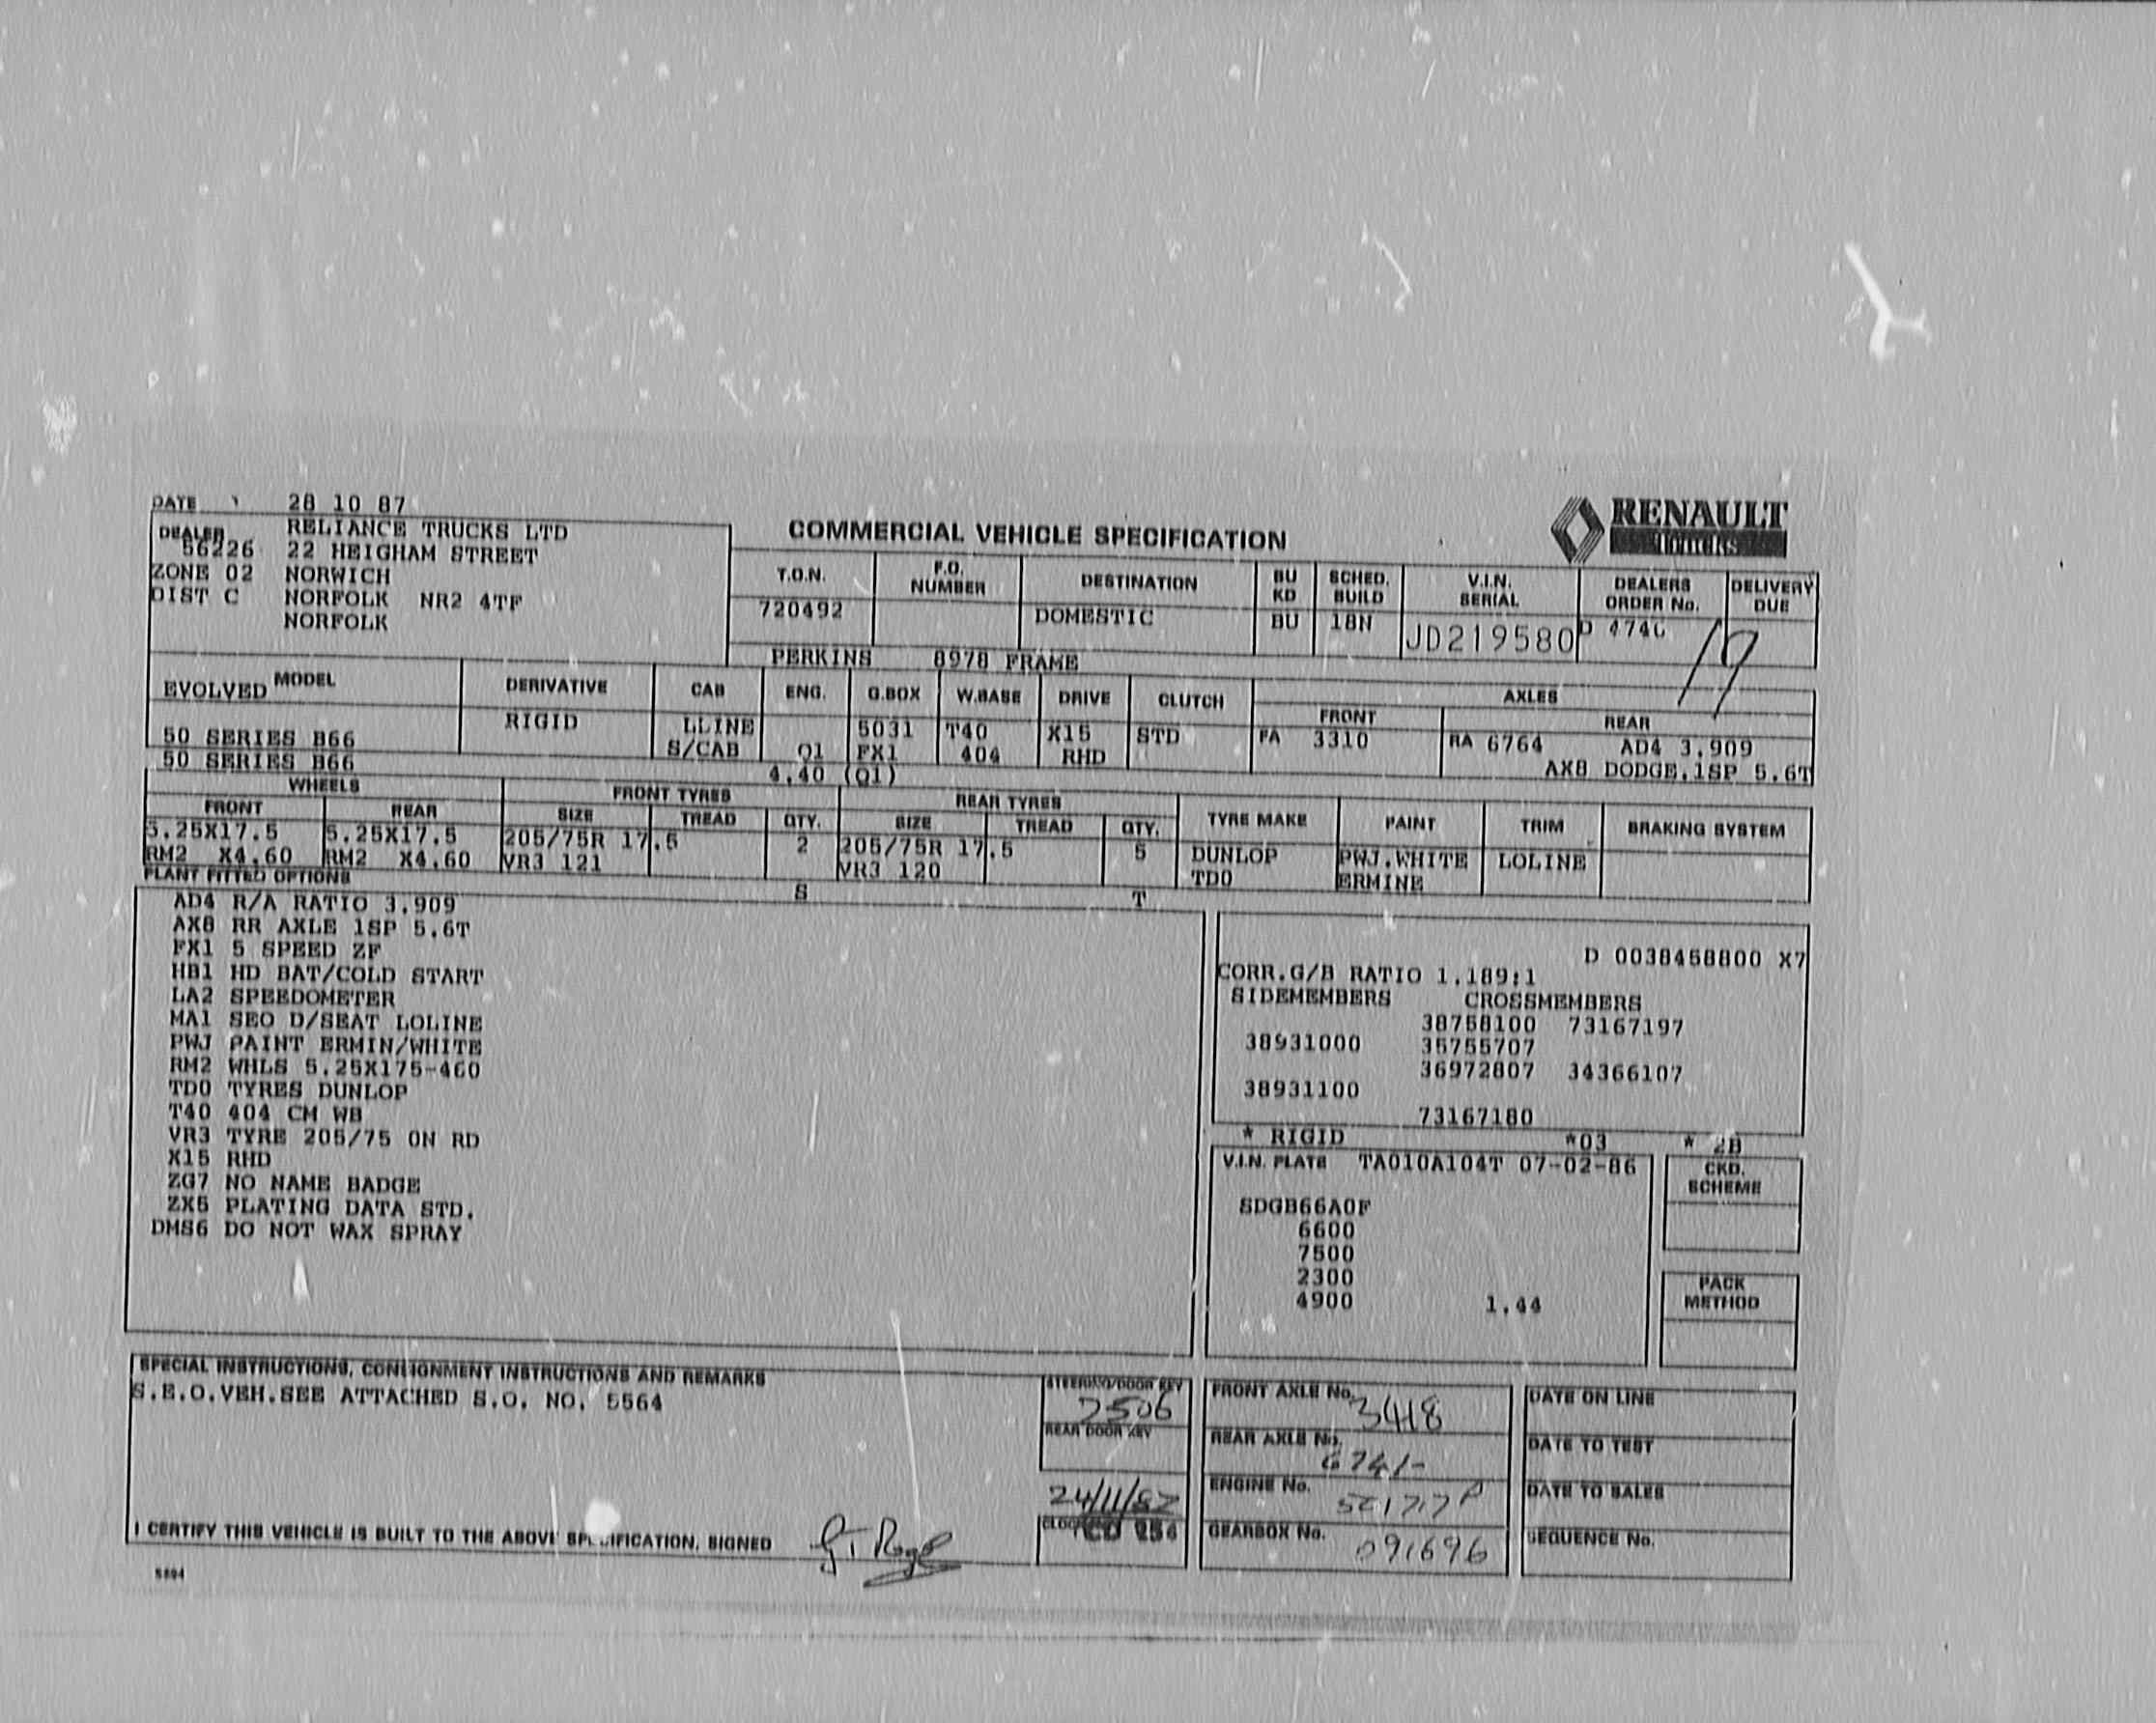 DATE 28 10 87
DEALER RELIANCE TRUCKS LTD
56226 22 HEIGHAM STREET
ZONE 02 NORWICH
DIST C NORFOLK NR2 4TF
NORFOLK
COMMERCIAL VEHICLE SPECIFICATION
RENAULT
TRUCKS
T.O.N. F.O. NUMBER DESTINATION BU KD SCHED. BUILD V.I.N. SERIAL DEALERS ORDER No. DELIVERY DUE
720492 DOMESTIC BU 18N JD219580 17
PERKINS 8978 FRAME
EVOLVED MODEL DERIVATIVE CAB ENG. G.BOX W.BASE DRIVE CLUTCH AXLES
FRONT REAR
50 SERIES B66 RIGID LLINE 5031 T40 X15 STD FA 3310 RA 6764 AD4 3.909
50 SERIES B66 S/CAB Q1 FX1 404 RHD AX8 DODGE.1SP 5.6T
4.40 (Q1)
WHEELS FRONT TYRES REAR TYRES
FRONT REAR SIZE TREAD QTY. SIZE TREAD QTY. TYRE MAKE PAINT TRIM BRAKING SYSTEM
5.25X17.5 5.25X17.5 205/75R 17.5 2 205/75R 17.5 5 DUNLOP PWJ.WHITE LOLINE
RM2 X4.60 RM2 X4.60 VR3 121 VR3 120 TD0 ERMINE
PLANT FITTED OPTIONS S T
AD4 R/A RATIO 3.909
AX8 RR AXLE 1SP 5.6T
FX1 5 SPEED ZF
HB1 HD BAT/COLD START
LA2 SPEEDOMETER
MA1 SEO D/SEAT LOLINE
PWJ PAINT ERMIN/WHITE
RM2 WHLS 5.25X175-460
TD0 TYRES DUNLOP
T40 404 CM WB
VR3 TYRE 205/75 ON RD
X15 RHD
ZG7 NO NAME BADGE
ZX5 PLATING DATA STD.
DMS6 DO NOT WAX SPRAY
D 0038458800 X7
CORR.G/B RATIO 1.189:1
SIDEMEMBERS CROSSMEMBERS
38758100 73167197
38931000 35755707
36972807 34366107
38931100
73167180
* RIGID *03 * 2B
V.I.N. PLATE TA010A104T 07-02-86
CKD. SCHEME
SDGB66A0F
6600
7500
2300
4900 1.44
PACK METHOD
SPECIAL INSTRUCTIONS, CONSIGNMENT INSTRUCTIONS AND REMARKS
S.E.O.VEH.SEE ATTACHED S.O. NO. 5564
STEERING/DOOR KEY 2506
REAR DOOR KEY
24/11/87
FRONT AXLE No. 3418
REAR AXLE No.
ENGINE No.
GEARBOX No. 091696
DATE ON LINE
DATE TO TEST
DATE TO SALES
SEQUENCE No.
I CERTIFY THIS VEHICLE IS BUILT TO THE ABOVE SPECIFICATION. SIGNED